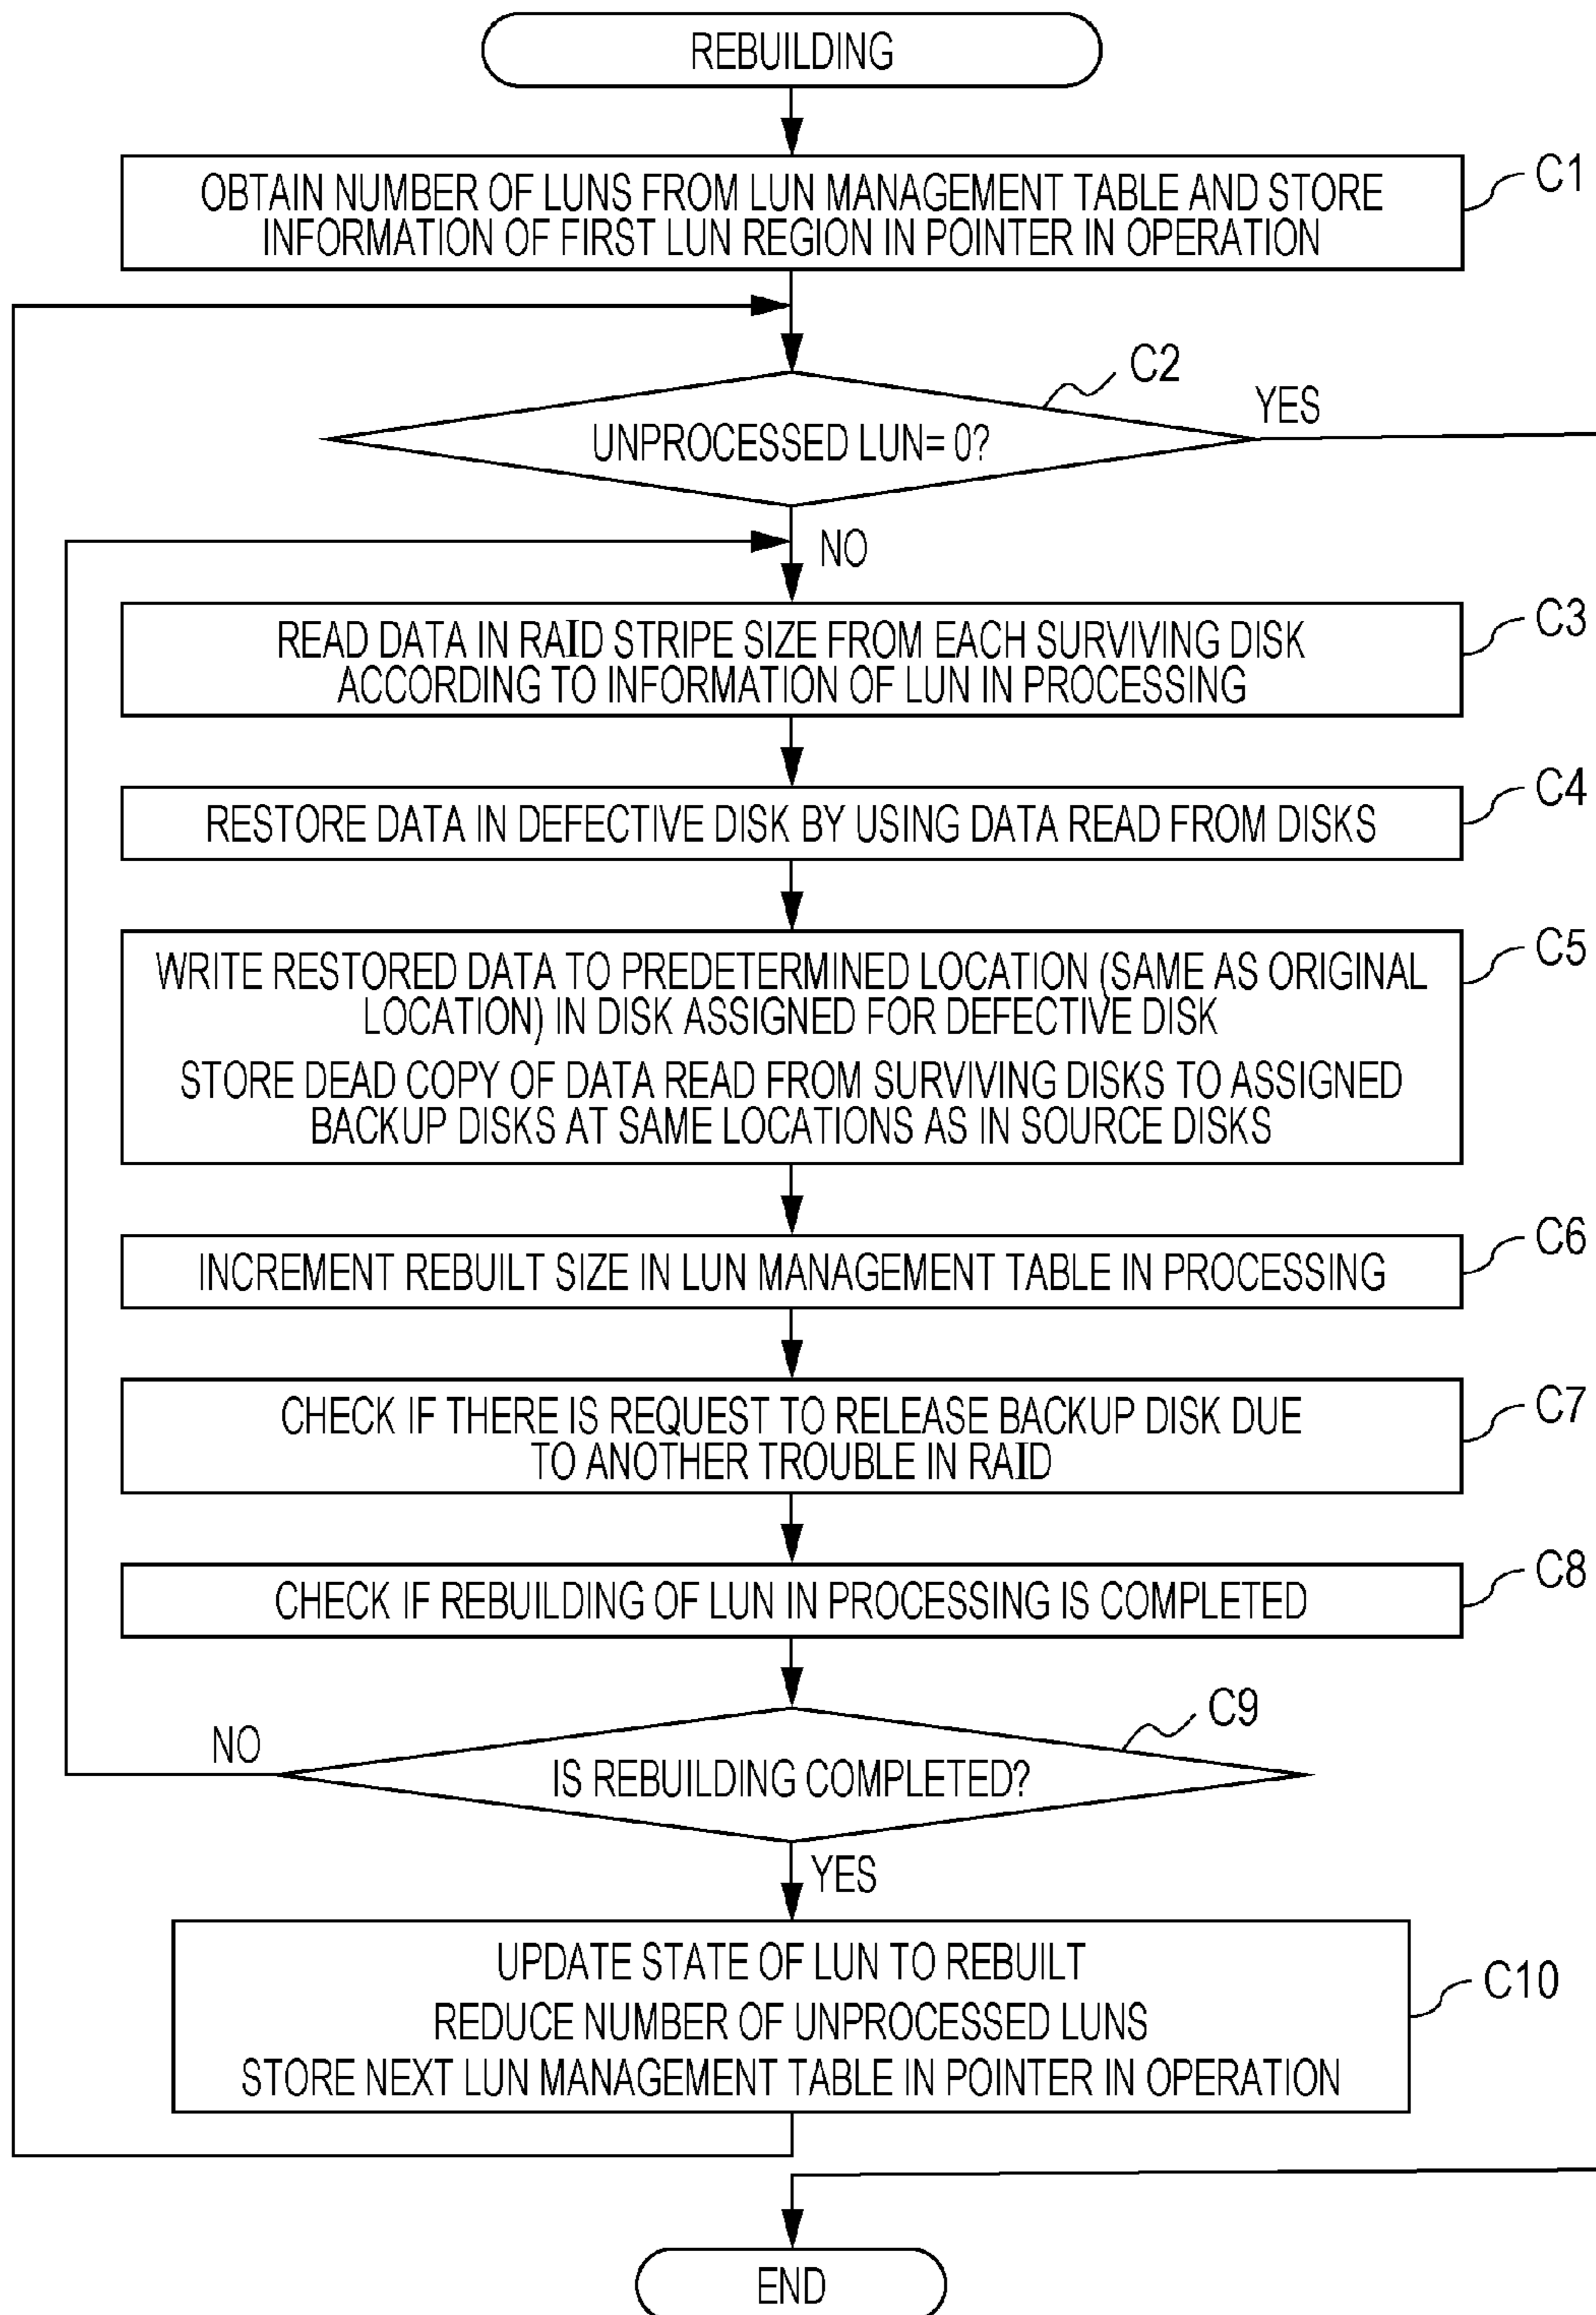 REBUILDING
OBTAIN NUMBER OF LUNS FROM LUN MANAGEMENT TABLE AND STORE
INFORMATION OF FIRST LUN REGION IN POINTER IN OPERATION
C1
C2
UNPROCESSED LUN= 0?
YES
NO
READ DATA IN RAID STRIPE SIZE FROM EACH SURVIVING DISK
ACCORDING TO INFORMATION OF LUN IN PROCESSING
C3
RESTORE DATA IN DEFECTIVE DISK BY USING DATA READ FROM DISKS
C4
WRITE RESTORED DATA TO PREDETERMINED LOCATION (SAME AS ORIGINAL
LOCATION) IN DISK ASSIGNED FOR DEFECTIVE DISK
STORE DEAD COPY OF DATA READ FROM SURVIVING DISKS TO ASSIGNED
BACKUP DISKS AT SAME LOCATIONS AS IN SOURCE DISKS
C5
INCREMENT REBUILT SIZE IN LUN MANAGEMENT TABLE IN PROCESSING
C6
CHECK IF THERE IS REQUEST TO RELEASE BACKUP DISK DUE
TO ANOTHER TROUBLE IN RAID
C7
CHECK IF REBUILDING OF LUN IN PROCESSING IS COMPLETED
C8
C9
NO
IS REBUILDING COMPLETED?
YES
UPDATE STATE OF LUN TO REBUILT
REDUCE NUMBER OF UNPROCESSED LUNS
STORE NEXT LUN MANAGEMENT TABLE IN POINTER IN OPERATION
C10
END